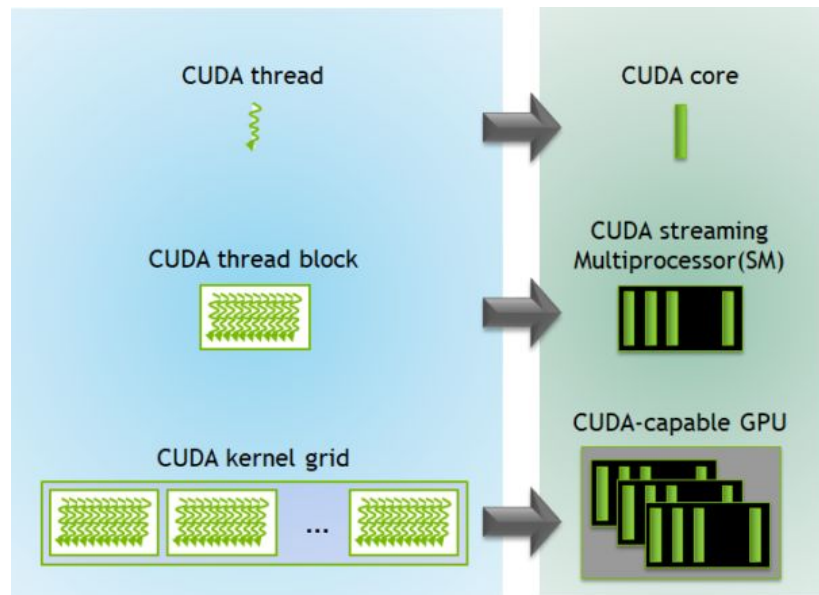 CUDA thread
CUDA core
CUDA thread block
CUDA streaming
Multiprocessor(SM)
CUDA kernel grid
...
CUDA-capable GPU